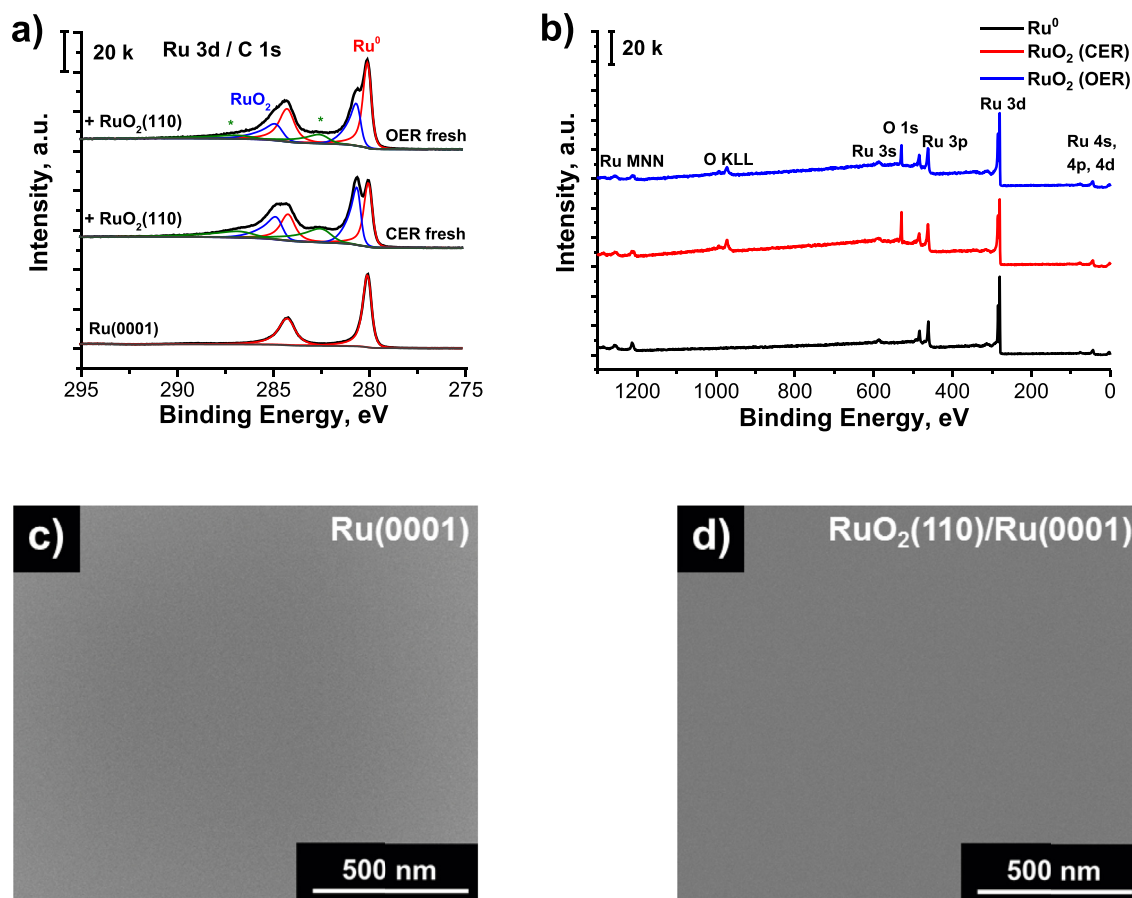 a)
20 k
Ru 3d / C 1s
Ru⁰
RuO₂
*
*
+ RuO₂(110)
OER fresh
+ RuO₂(110)
CER fresh
Ru(0001)
Intensity, a.u.
295 290 285 280 275
Binding Energy, eV
b)
20 k
Ru⁰
RuO₂ (CER)
RuO₂ (OER)
Ru 3d
O 1s
Ru 3s
Ru 3p
Ru 4s,
4p, 4d
Ru MNN
O KLL
Intensity, a.u.
1200 1000 800 600 400 200 0
Binding Energy, eV
c)
Ru(0001)
500 nm
d)
RuO₂(110)/Ru(0001)
500 nm